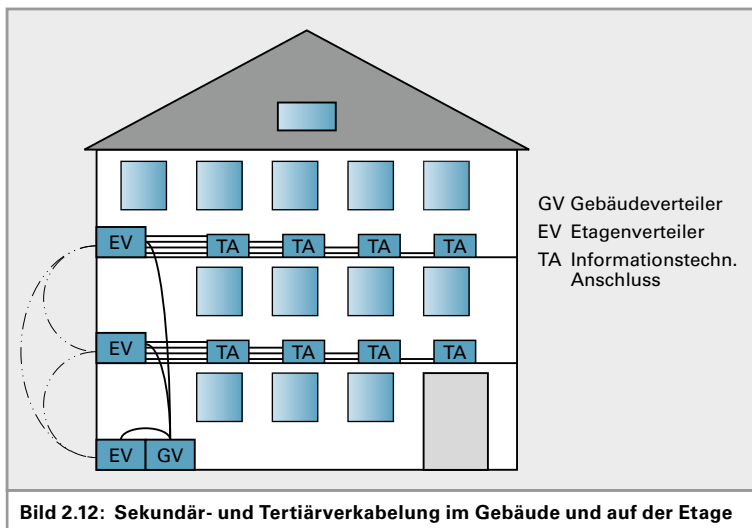 GV Gebäudeverteiler
EV Etagenverteiler
TA Informationstechn.
Anschluss
EV TA TA TA TA
EV TA TA TA TA
EV GV
Bild 2.12: Sekundär- und Tertiärverkabelung im Gebäude und auf der Etage